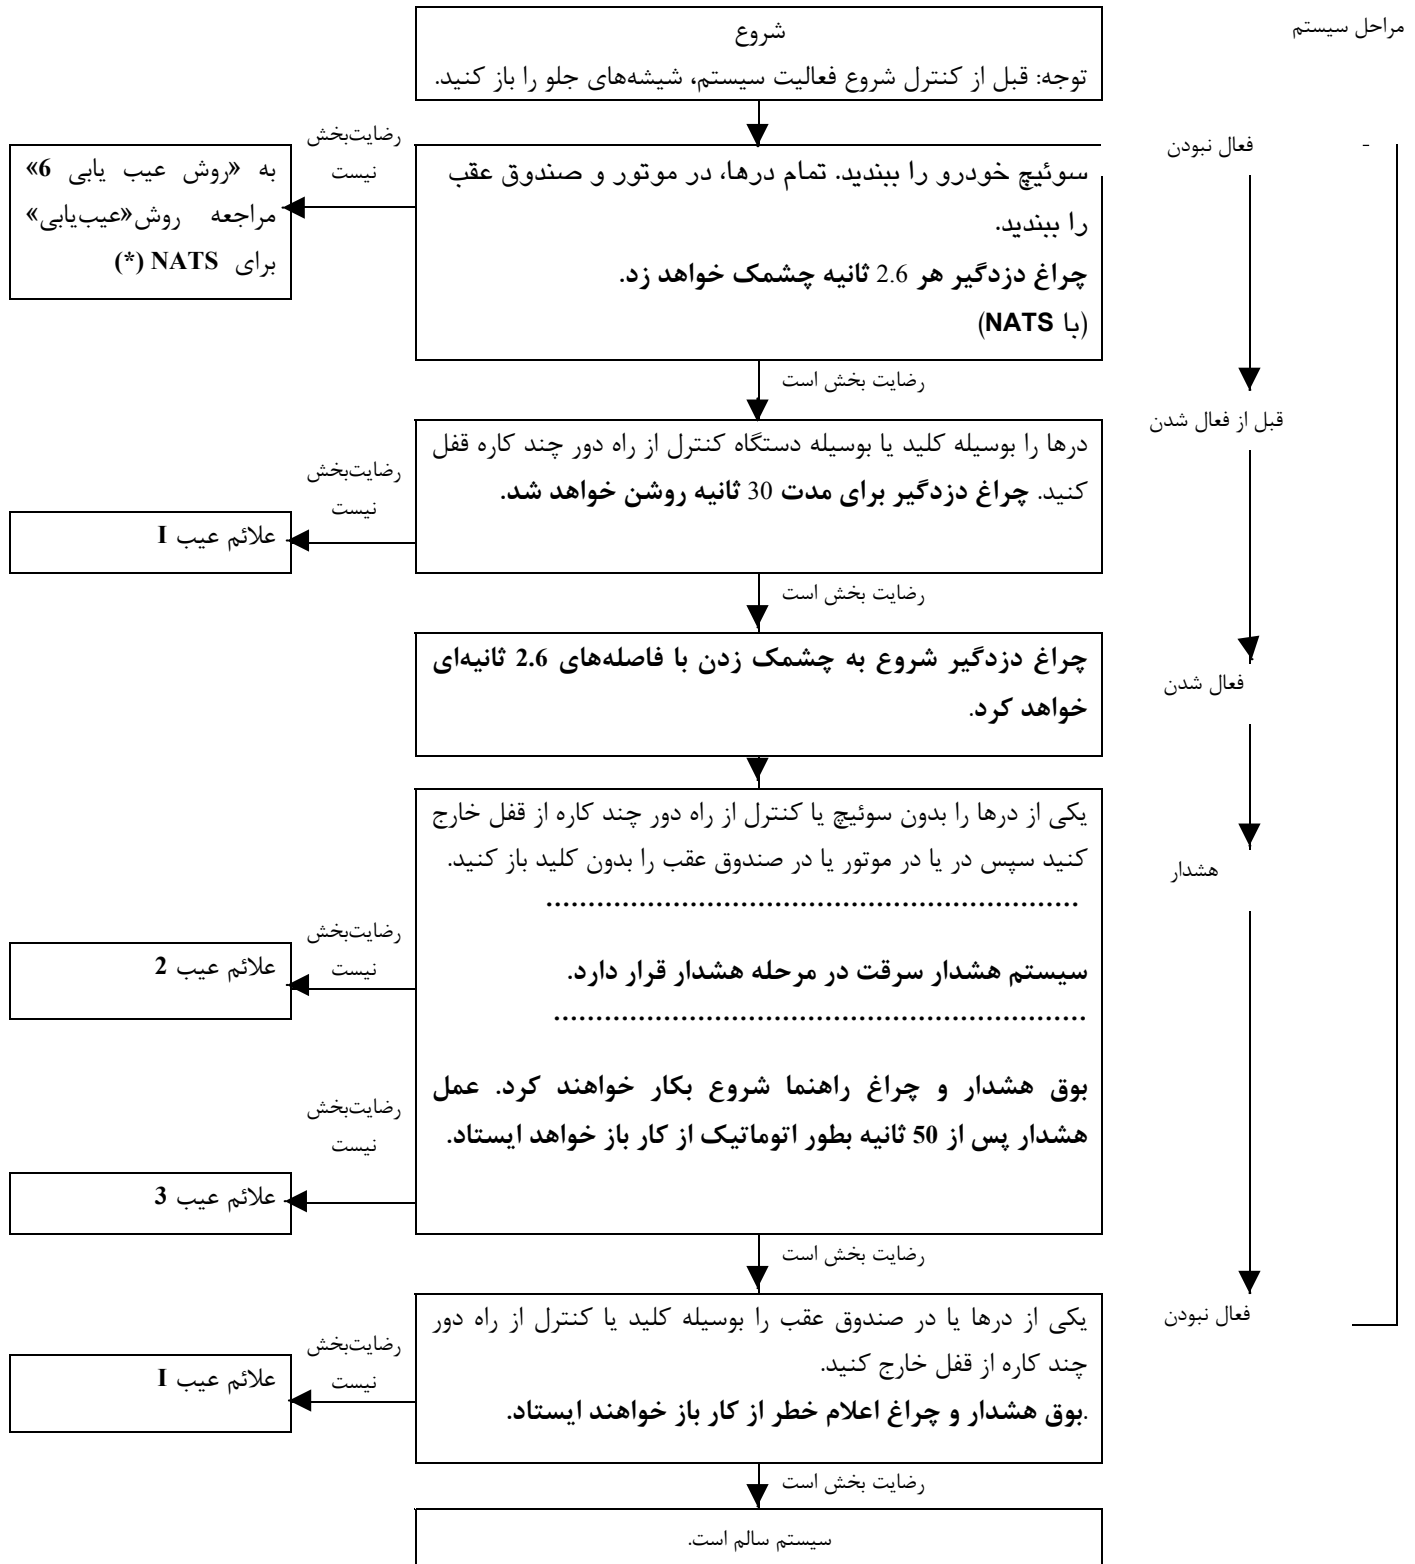 مراحل سیستم
شروع
توجه: قبل از کنترل شروع فعالیت سیستم، شیشه‌های جلو را باز کنید.
فعال نبودن
-
سوئیچ خودرو را ببندید. تمام درها، در موتور و صندوق عقب
را ببندید.
چراغ دزدگیر هر 2.6 ثانیه چشمک خواهد زد.
(با NATS)
رضایت‌بخش
نیست
به «روش عیب یابی 6»
مراجعه روش«عیب‌یابی»
برای NATS (*)
رضایت بخش است
قبل از فعال شدن
درها را بوسیله کلید یا بوسیله دستگاه کنترل از راه دور چند کاره قفل
کنید. چراغ دزدگیر برای مدت 30 ثانیه روشن خواهد شد.
رضایت‌بخش
نیست
علائم عیب I
رضایت بخش است
فعال شدن
چراغ دزدگیر شروع به چشمک زدن با فاصله‌های 2.6 ثانیه‌ای
خواهد کرد.
هشدار
یکی از درها را بدون سوئیچ یا کنترل از راه دور چند کاره از قفل خارج
کنید سپس در یا در موتور یا در صندوق عقب را بدون کلید باز کنید.
...............................................................
سیستم هشدار سرقت در مرحله هشدار قرار دارد.
...............................................................
بوق هشدار و چراغ راهنما شروع بکار خواهند کرد. عمل
هشدار پس از 50 ثانیه بطور اتوماتیک از کار باز خواهد ایستاد.
رضایت‌بخش
نیست
علائم عیب 2
رضایت‌بخش
نیست
علائم عیب 3
رضایت بخش است
فعال نبودن
یکی از درها یا در صندوق عقب را بوسیله کلید یا کنترل از راه دور
چند کاره از قفل خارج کنید.
.بوق هشدار و چراغ اعلام خطر از کار باز خواهند ایستاد.
رضایت‌بخش
نیست
علائم عیب I
رضایت بخش است
سیستم سالم است.